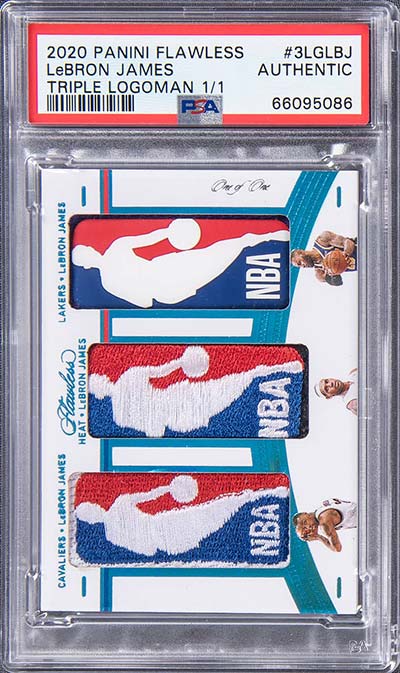 2020 PANINI FLAWLESS #3LGLBJ
LeBRON JAMES AUTHENTIC
TRIPLE LOGOMAN 1/1
PSA 66095086
One of One
LAKERS • LeBRON JAMES
NBA
Flawless
HEAT • LeBRON JAMES
NBA
CAVALIERS • LeBRON JAMES
NBA